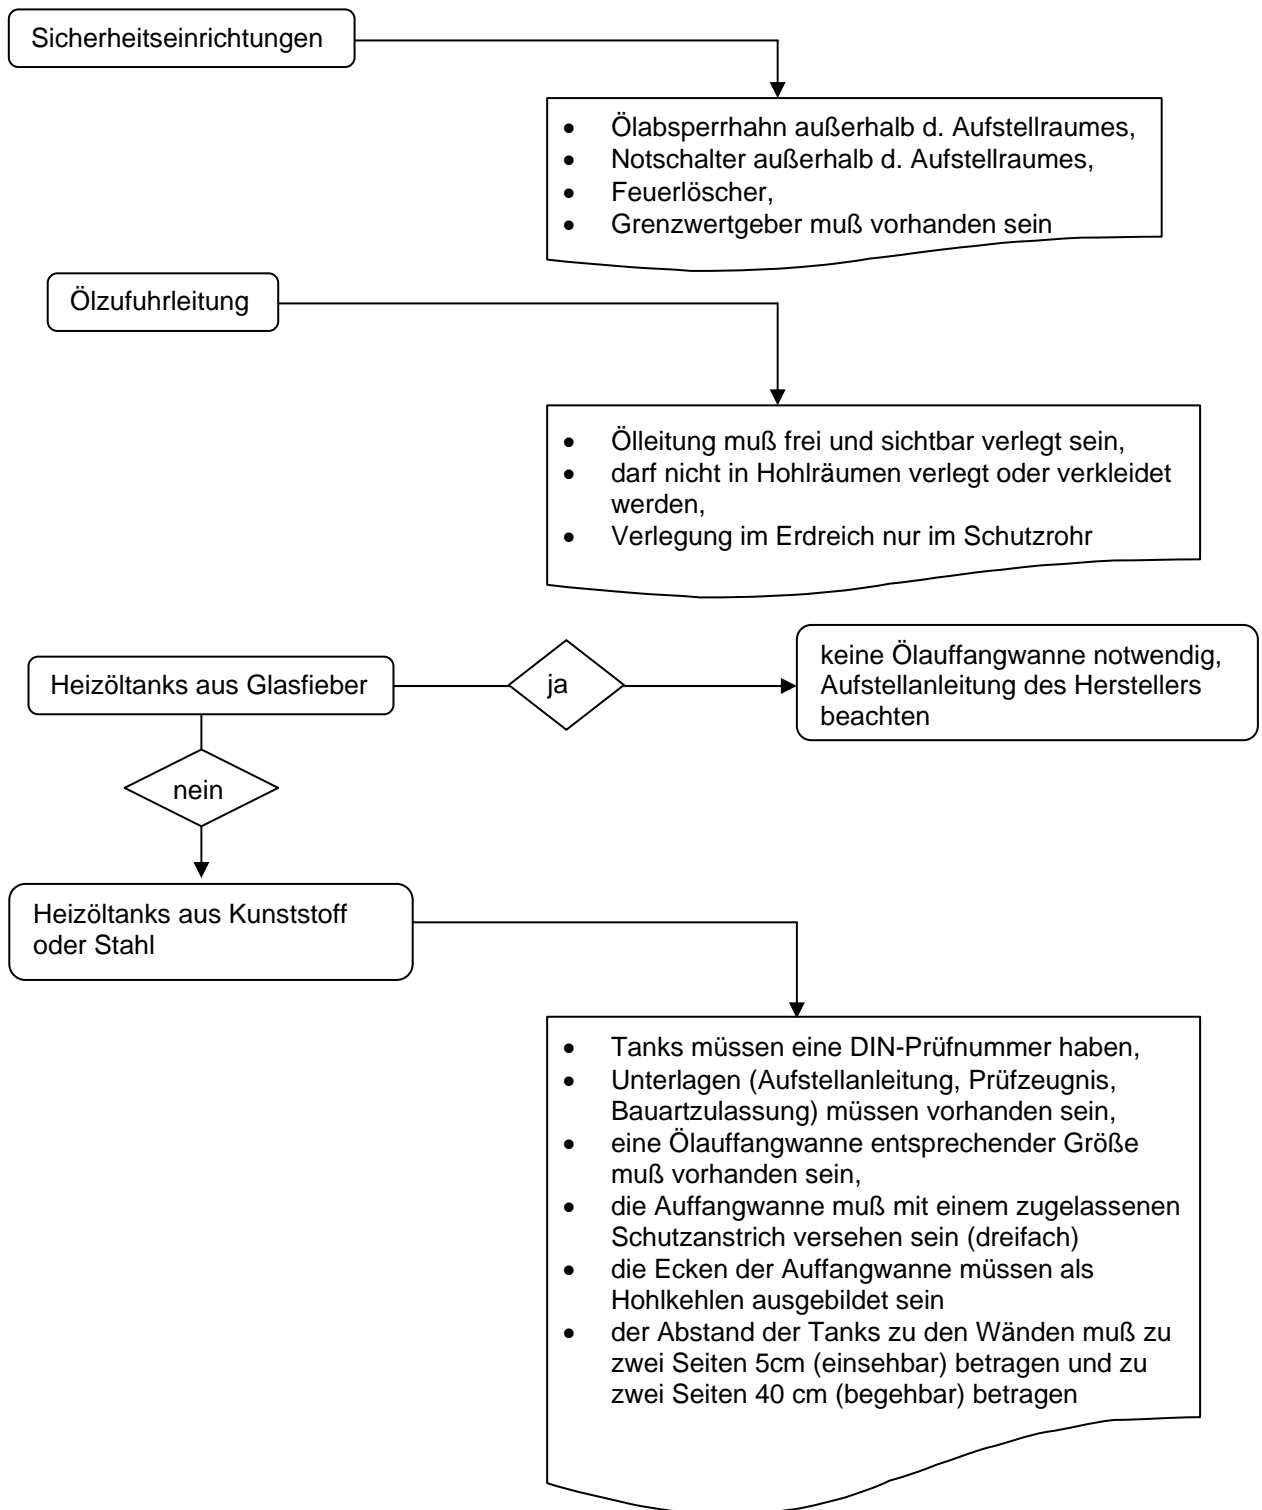 Sicherheitseinrichtungen
• Ölabsperrhahn außerhalb d. Aufstellraumes,
• Notschalter außerhalb d. Aufstellraumes,
• Feuerlöscher,
• Grenzwertgeber muß vorhanden sein
Ölzufuhrleitung
• Ölleitung muß frei und sichtbar verlegt sein,
• darf nicht in Hohlräumen verlegt oder verkleidet
werden,
• Verlegung im Erdreich nur im Schutzrohr
Heizöltanks aus Glasfieber
ja
keine Ölauffangwanne notwendig,
Aufstellanleitung des Herstellers
beachten
nein
Heizöltanks aus Kunststoff
oder Stahl
• Tanks müssen eine DIN-Prüfnummer haben,
• Unterlagen (Aufstellanleitung, Prüfzeugnis,
Bauartzulassung) müssen vorhanden sein,
• eine Ölauffangwanne entsprechender Größe
muß vorhanden sein,
• die Auffangwanne muß mit einem zugelassenen
Schutzanstrich versehen sein (dreifach)
• die Ecken der Auffangwanne müssen als
Hohlkehlen ausgebildet sein
• der Abstand der Tanks zu den Wänden muß zu
zwei Seiten 5cm (einsehbar) betragen und zu
zwei Seiten 40 cm (begehbar) betragen